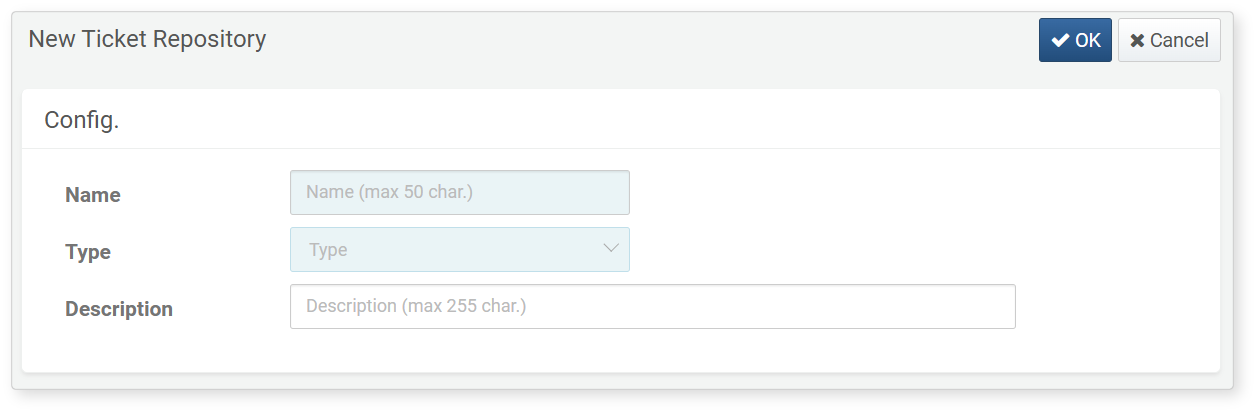 New Ticket Repository
OK
Cancel
Config.
Name
Name (max 50 char.)
Type
Type
Description
Description (max 255 char.)